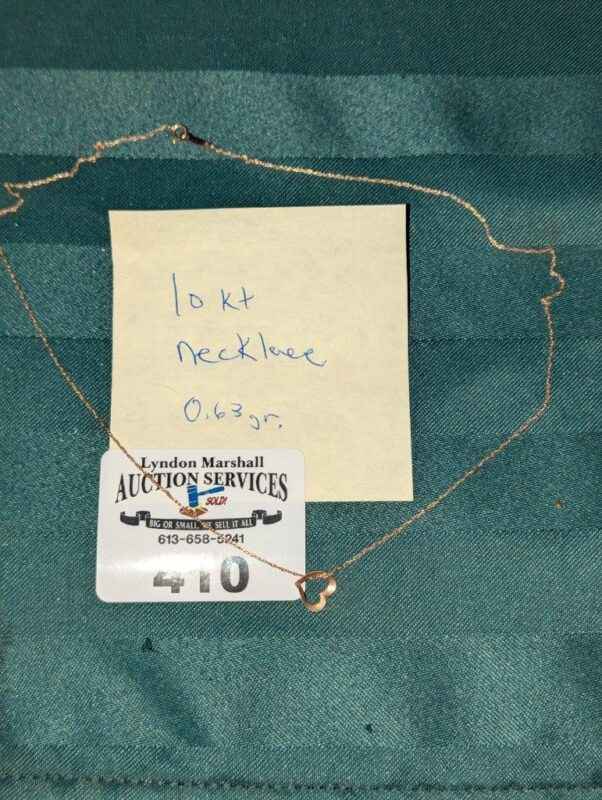 10 kt
necklace
0.63 gr.
Lyndon Marshall
AUCTION SERVICES
SOLD!
BIG OR SMALL, WE SELL IT ALL
613-658-5241
410